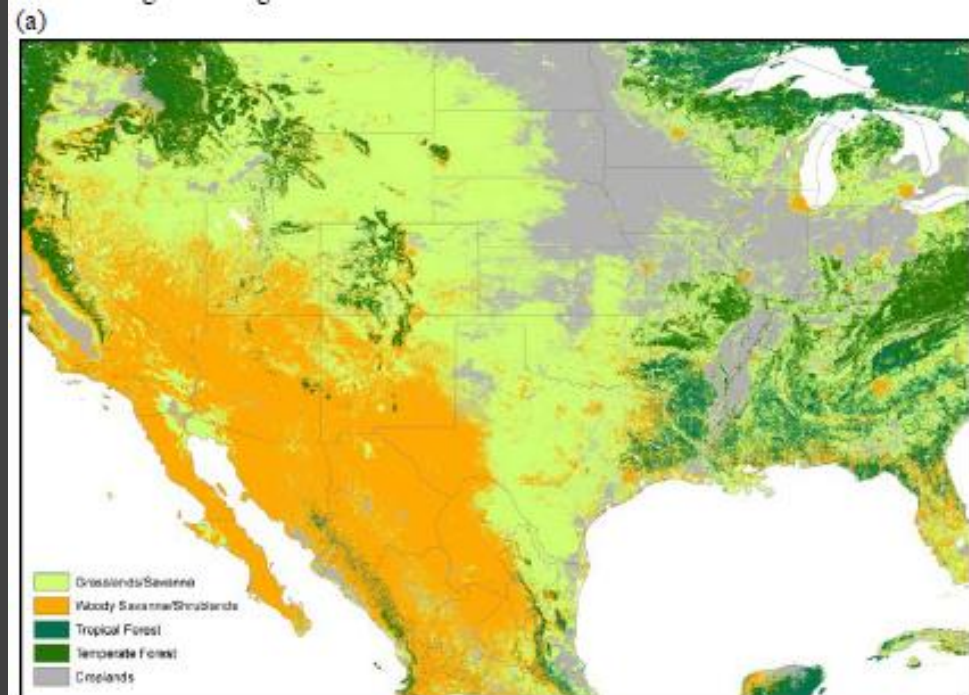 (a)
Grasslands/Savanna
Woody Savanna/Shrublands
Tropical Forest
Temperate Forest
Croplands